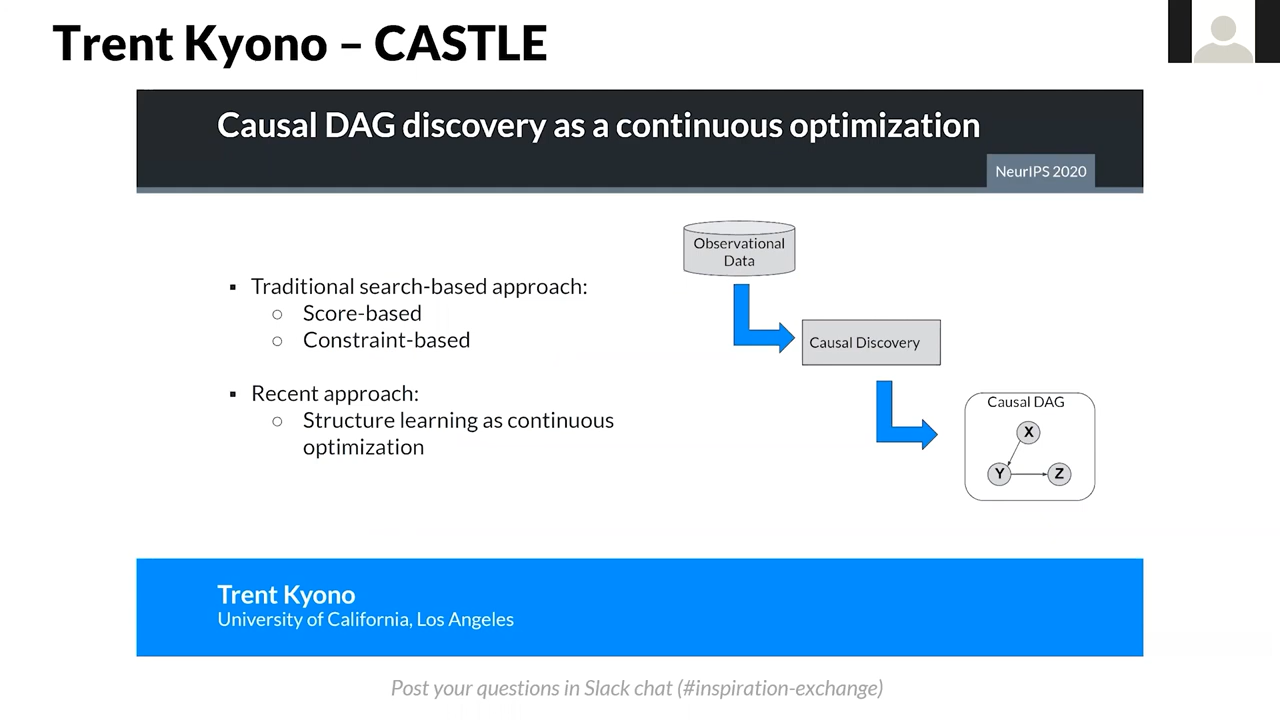 Trent Kyono – CASTLE
Causal DAG discovery as a continuous optimization
NeurIPS 2020
▪ Traditional search-based approach:
○ Score-based
○ Constraint-based
▪ Recent approach:
○ Structure learning as continuous
optimization
Observational
Data
Causal Discovery
Causal DAG
X
Y
Z
Trent Kyono
University of California, Los Angeles
Post your questions in Slack chat (#inspiration-exchange)